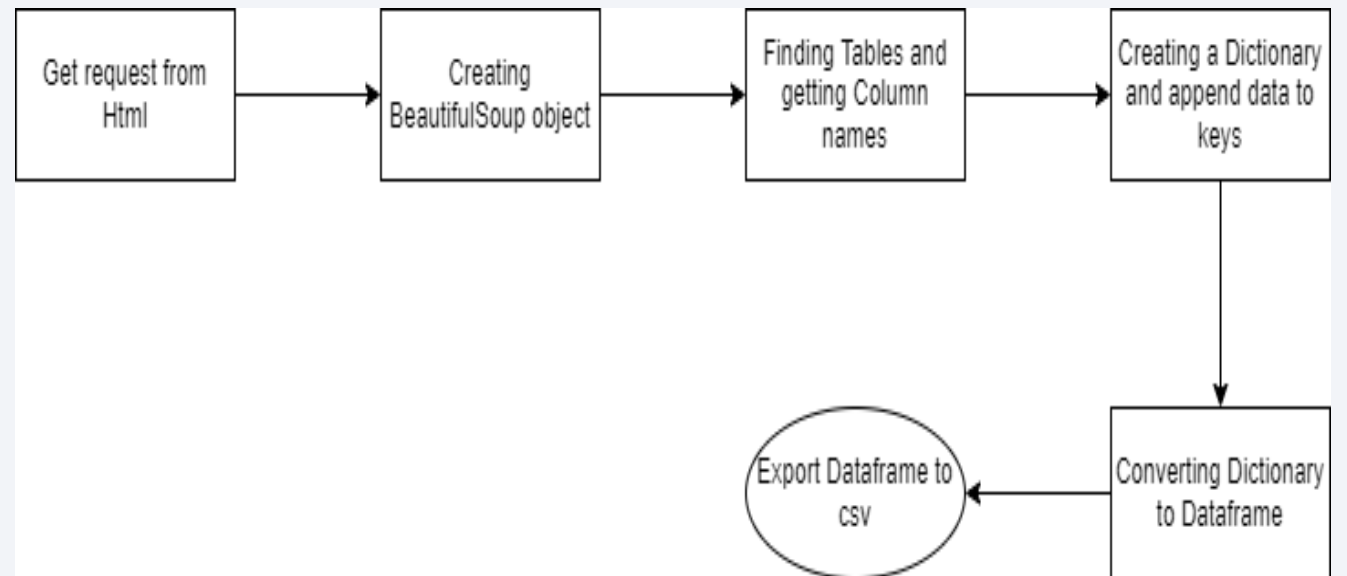 Get request from
Html
Creating
BeautifulSoup object
Finding Tables and
getting Column
names
Creating a Dictionary
and append data to
keys
Converting Dictionary
to Dataframe
Export Dataframe to
csv